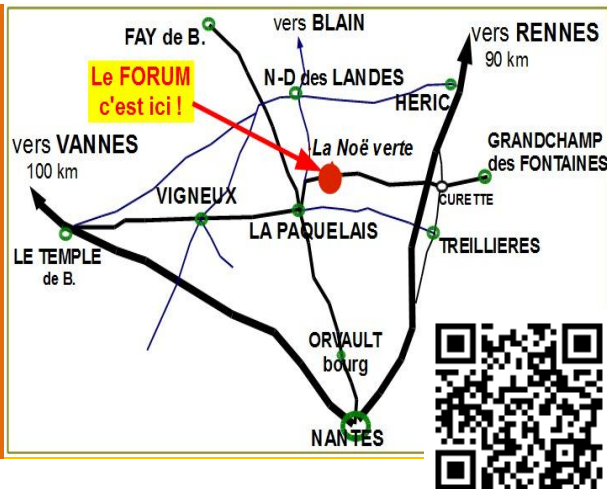 vers BLAIN
FAY de B.
vers RENNES
90 km
Le FORUM
c'est ici !
N-D des LANDES
HERIC
vers VANNES
100 km
La Noë verte
GRANDCHAMP
des FONTAINES
VIGNEUX
CURETTE
LA PAQUELAIS
TREILLIERES
LE TEMPLE
de B.
ORVAULT
bourg
NANTES